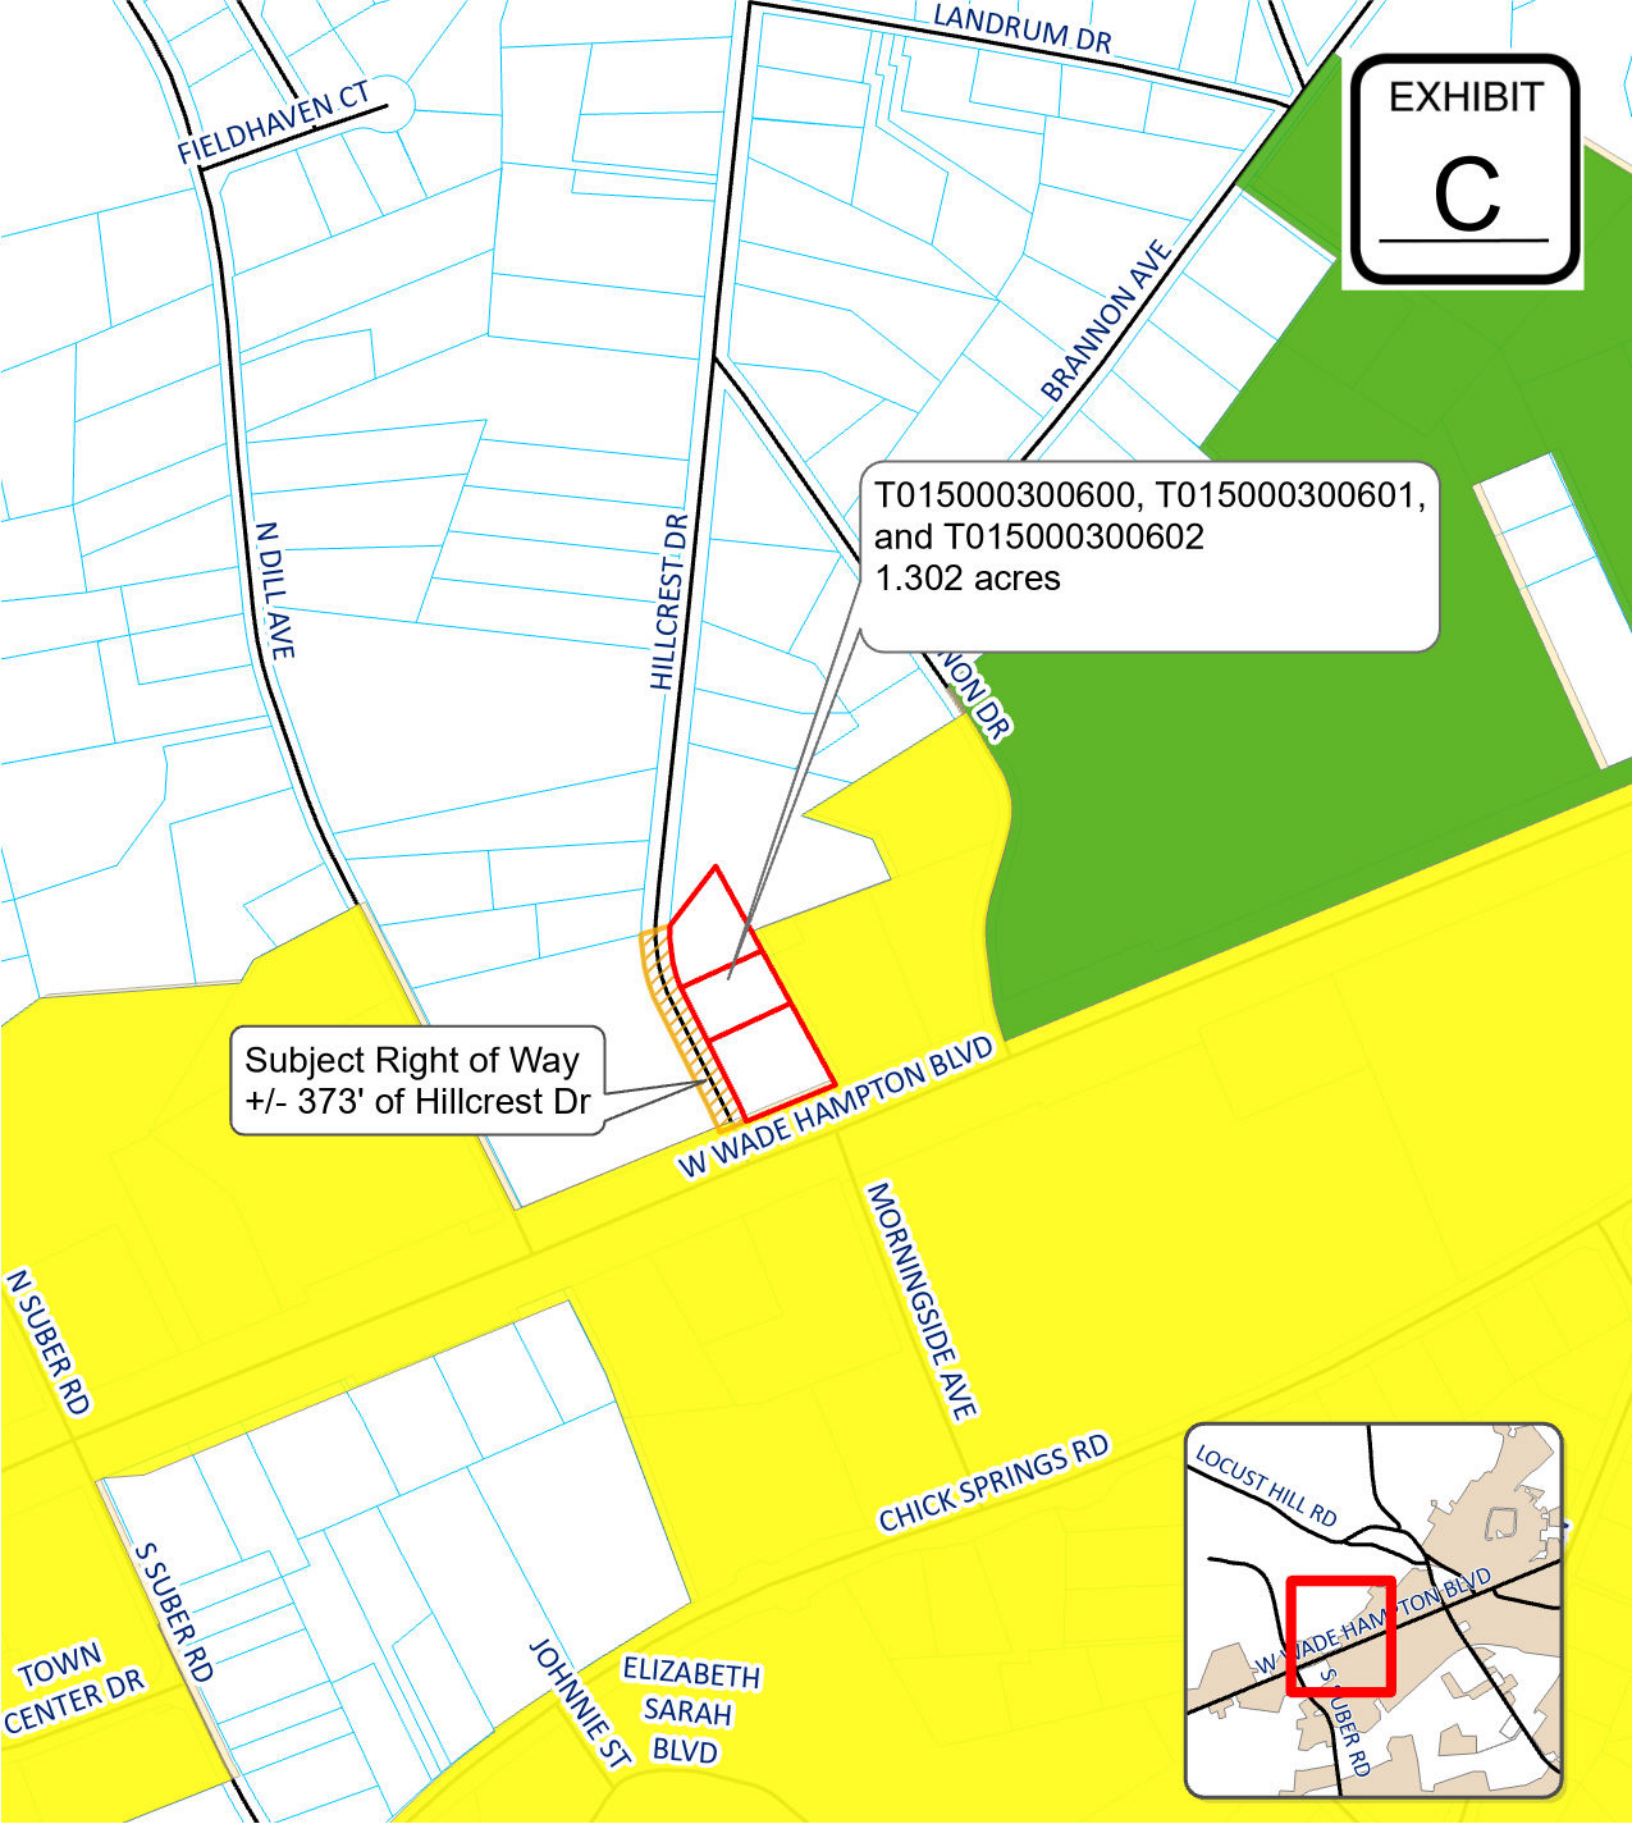 LANDRUM DR
EXHIBIT
C
FIELDHAVEN CT
BRANNON AVE
T015000300600, T015000300601,
and T015000300602
1.302 acres
N DILL AVE
HILLCREST DR
NON DR
Subject Right of Way
+/- 373' of Hillcrest Dr
W WADE HAMPTON BLVD
MORNINGSIDE AVE
N SUBER RD
CHICK SPRINGS RD
S SUBER RD
TOWN
CENTER DR
JOHNNIE ST
ELIZABETH
SARAH
BLVD
LOCUST HILL RD
W WADE HAMPTON BLVD
S SUBER RD